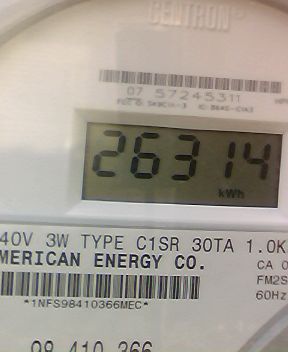 CENTRON®
07 57245311
26314
kWh
40V 3W TYPE C1SR 30TA 1.0K
MERICAN ENERGY CO.
CA 0
FM2S
*1NFS98410366MEC*
60Hz
98 410 366